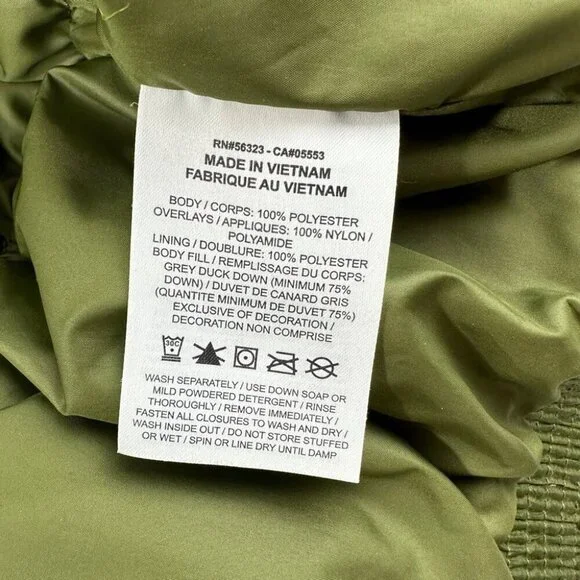 RN#56323 - CA#05553
MADE IN VIETNAM
FABRIQUE AU VIETNAM
BODY / CORPS: 100% POLYESTER
OVERLAYS / APPLIQUES: 100% NYLON /
POLYAMIDE
LINING / DOUBLURE: 100% POLYESTER
BODY FILL / REMPLISSAGE DU CORPS:
GREY DUCK DOWN (MINIMUM 75%
DOWN) / DUVET DE CANARD GRIS
(QUANTITE MINIMUM DE DUVET 75%)
EXCLUSIVE OF DECORATION /
DECORATION NON COMPRISE
30C
WASH SEPARATELY / USE DOWN SOAP OR
MILD POWDERED DETERGENT / RINSE
THOROUGHLY / REMOVE IMMEDIATELY /
FASTEN ALL CLOSURES TO WASH AND DRY /
WASH INSIDE OUT / DO NOT STORE STUFFED
OR WET / SPIN OR LINE DRY UNTIL DAMP